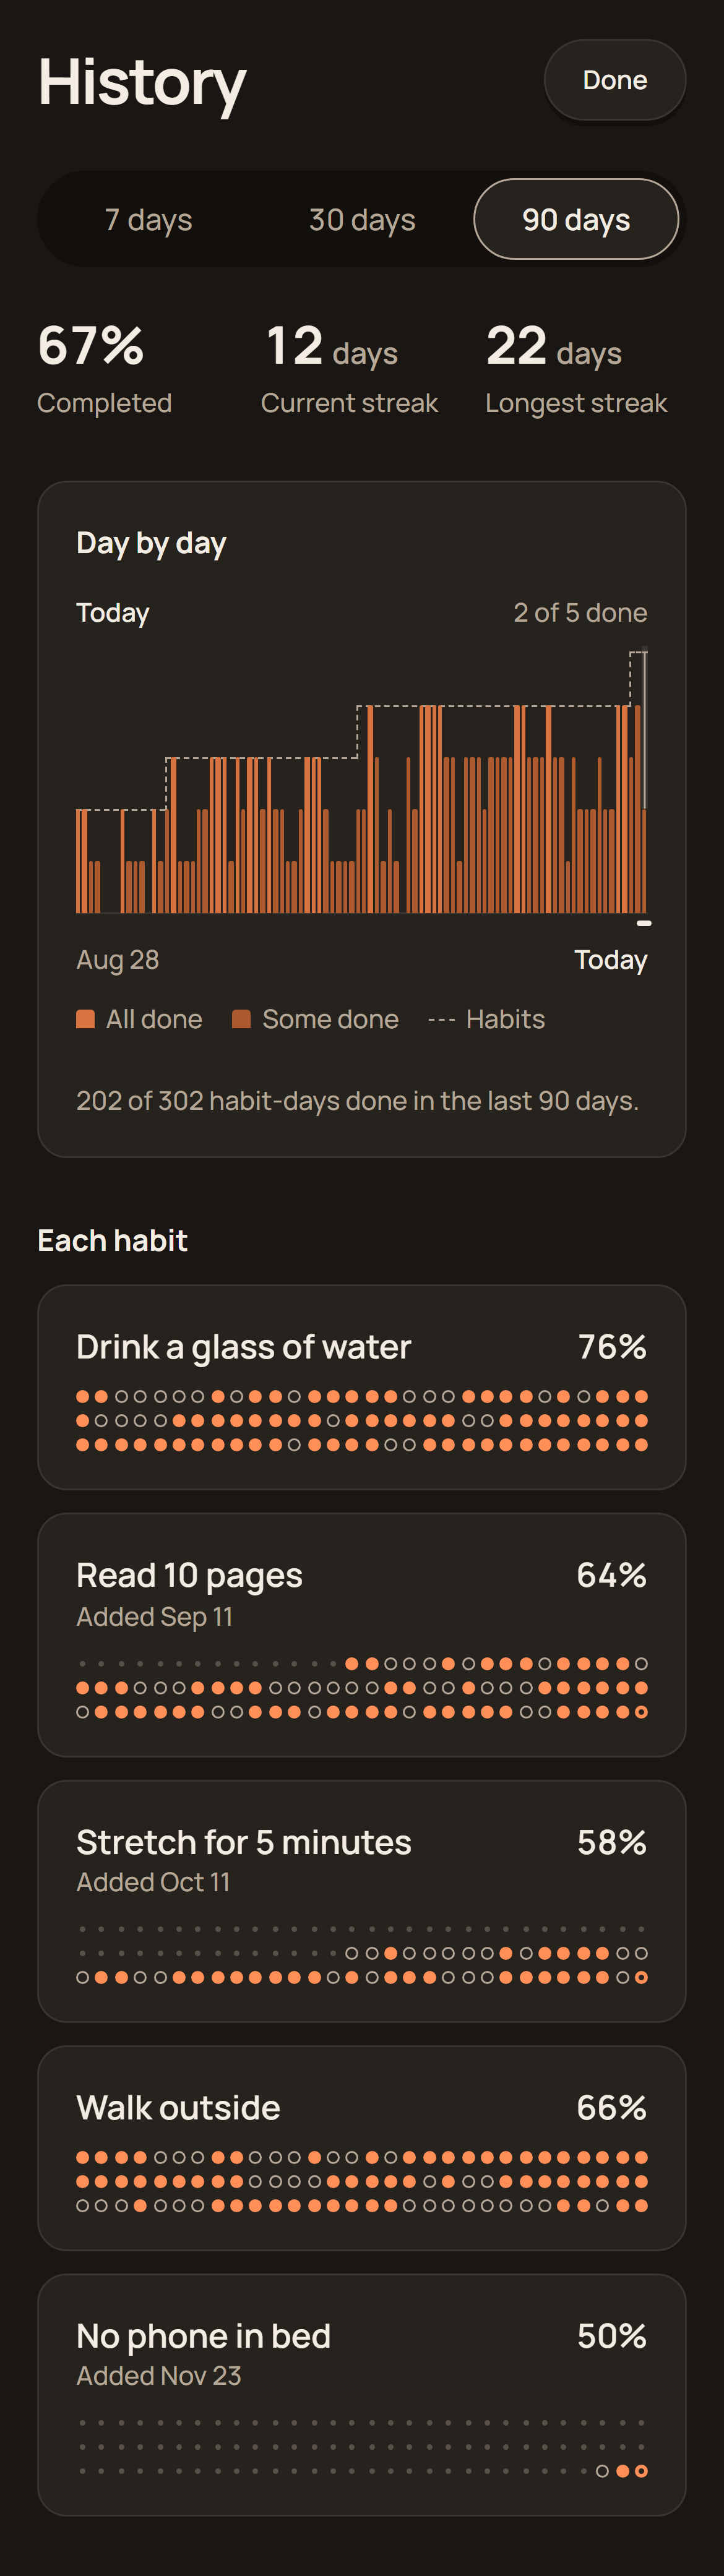 History
Done
7 days
30 days
90 days
67%
12 days
22 days
Completed
Current streak
Longest streak
Day by day
Today
2 of 5 done
Aug 28
Today
All done
Some done
Habits
202 of 302 habit-days done in the last 90 days.
Each habit
Drink a glass of water
76%
Read 10 pages
64%
Added Sep 11
Stretch for 5 minutes
58%
Added Oct 11
Walk outside
66%
No phone in bed
50%
Added Nov 23